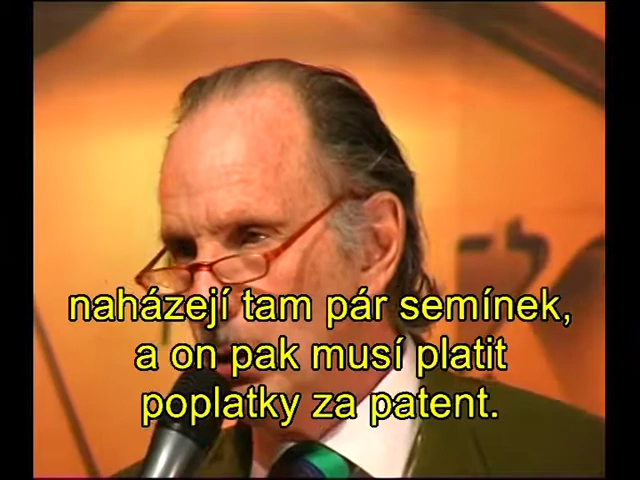 naházejí tam pár semínek,
a on pak musí platit
poplatky za patent.